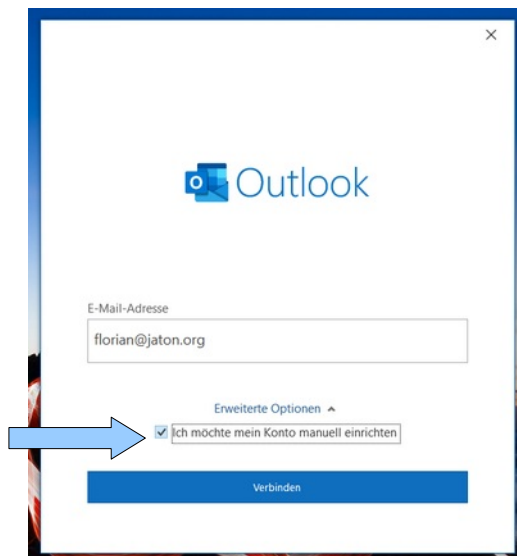 Outlook
E-Mail-Adresse
florian@jaton.org
Erweiterte Optionen
Ich möchte mein Konto manuell einrichten
Verbinden